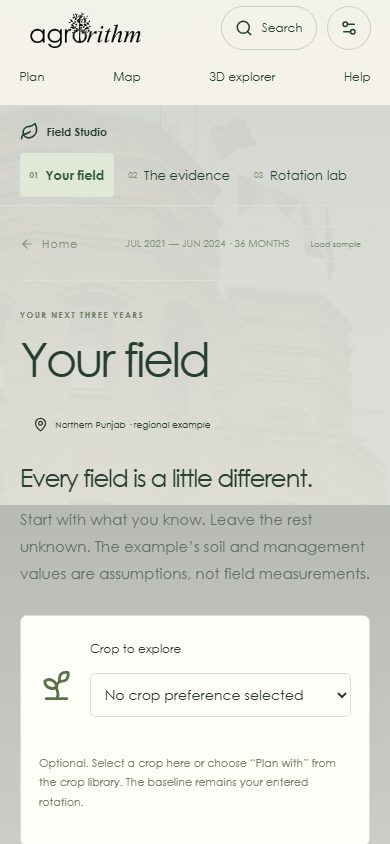 agrorithm
Search
Plan
Map
3D explorer
Help
Field Studio
01 Your field
02 The evidence
03 Rotation lab
Home
JUL 2021 — JUN 2024 · 36 MONTHS
Load sample
YOUR NEXT THREE YEARS
Your field
Northern Punjab · regional example
Every field is a little different.
Start with what you know. Leave the rest
unknown. The example’s soil and management
values are assumptions, not field measurements.
Crop to explore
No crop preference selected
Optional. Select a crop here or choose “Plan with” from
the crop library. The baseline remains your entered
rotation.